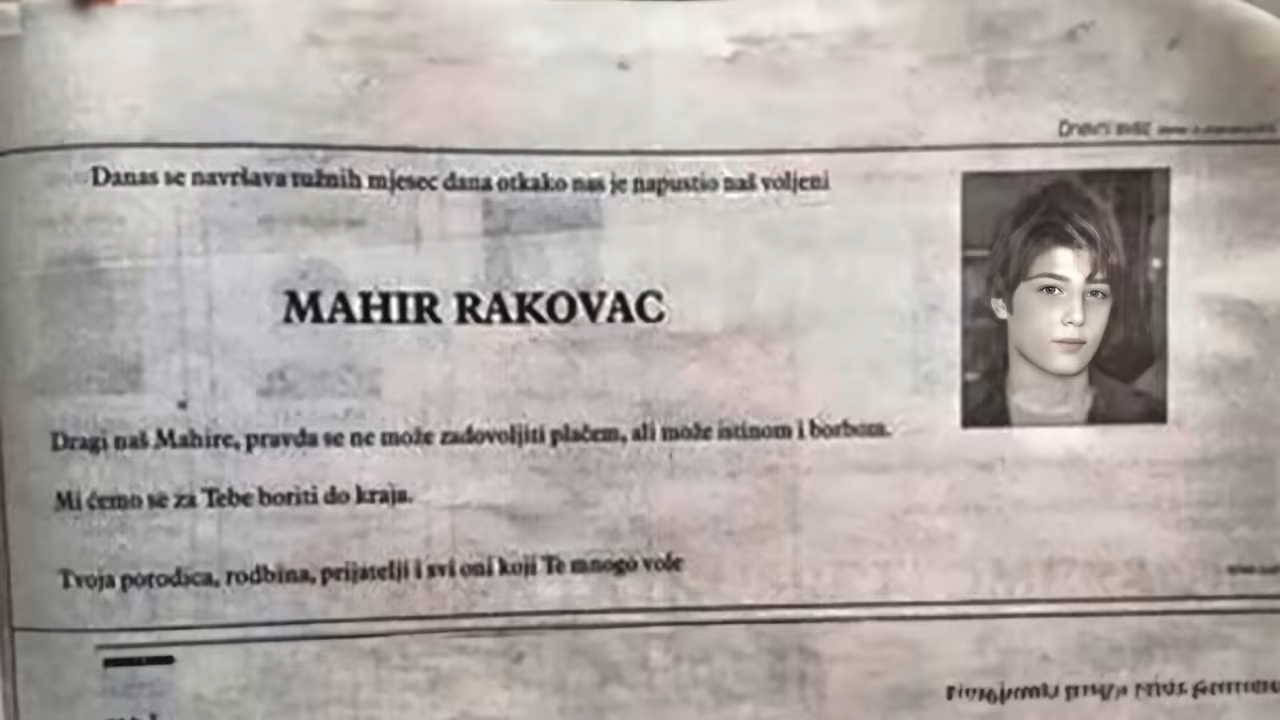 Dnevni avaz
Danas se navršava tužnih mjesec dana otkako nas je napustio naš voljeni
MAHIR RAKOVAC
Dragi naš Mahire, pravda se ne može zadovoljiti plačem, ali može istinom i borbom.
Mi ćemo se za Tebe boriti do kraja.
Tvoja porodica, rodbina, prijatelji i svi oni koji Te mnogo vole